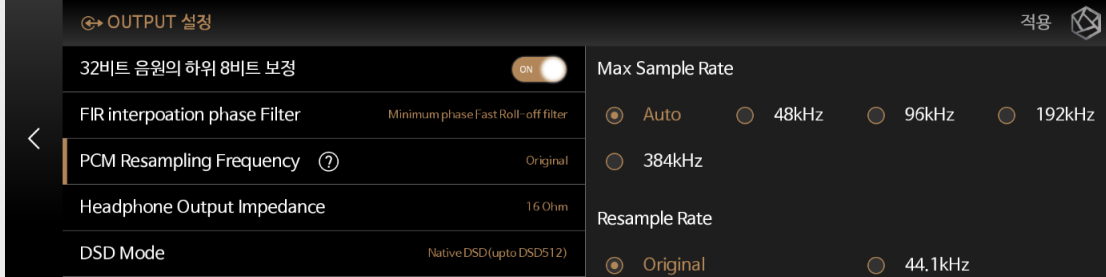 OUTPUT 설정
적용
32비트 음원의 하위 8비트 보정
ON
FIR interpoation phase Filter
Minimum phase Fast Roll-off filter
PCM Resampling Frequency ?
Original
Headphone Output Impedance
16 Ohm
DSD Mode
Native DSD(upto DSD512)
Max Sample Rate
Auto 48kHz 96kHz 192kHz
384kHz
Resample Rate
Original 44.1kHz